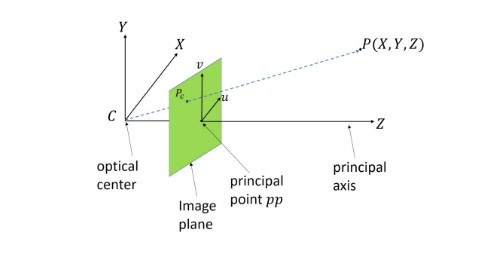 Y
X
P(X,Y,Z)
v
P_c
u
C
Z
optical
center
principal
point pp
principal
axis
Image
plane